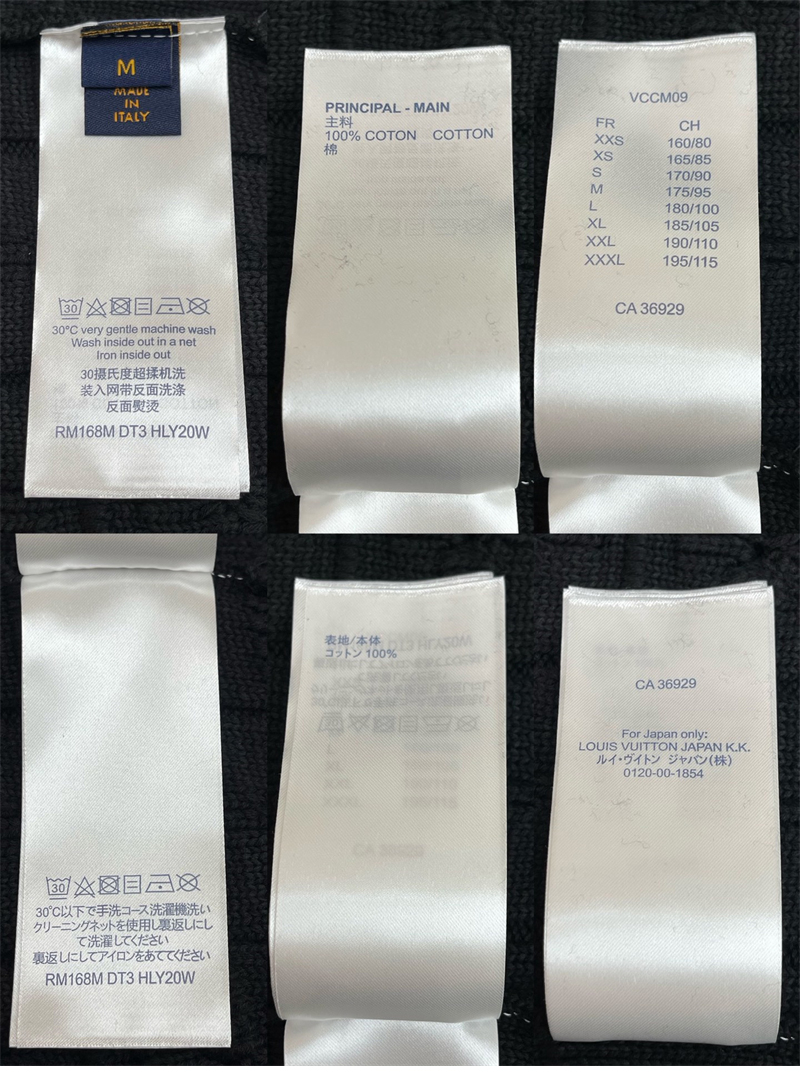 M
MADE
IN
ITALY
30
30°C very gentle machine wash
Wash inside out in a net
Iron inside out
30摄氏度超揉机洗
装入网带反面洗涤
反面熨烫
RM168M DT3 HLY20W
PRINCIPAL - MAIN
主料
100% COTON COTTON
棉
VCCM09
FR CH
XXS 160/80
XS 165/85
S 170/90
M 175/95
L 180/100
XL 185/105
XXL 190/110
XXXL 195/115
CA 36929
30
30℃以下で手洗コース洗濯機洗い
クリーニングネットを使用し裏返しにし
て洗濯してください
裏返しにしてアイロンをあててください
RM168M DT3 HLY20W
表地/本体
コットン 100%
CA 36929
For Japan only:
LOUIS VUITTON JAPAN K.K.
ルイ・ヴイトン ジャパン(株)
0120-00-1854